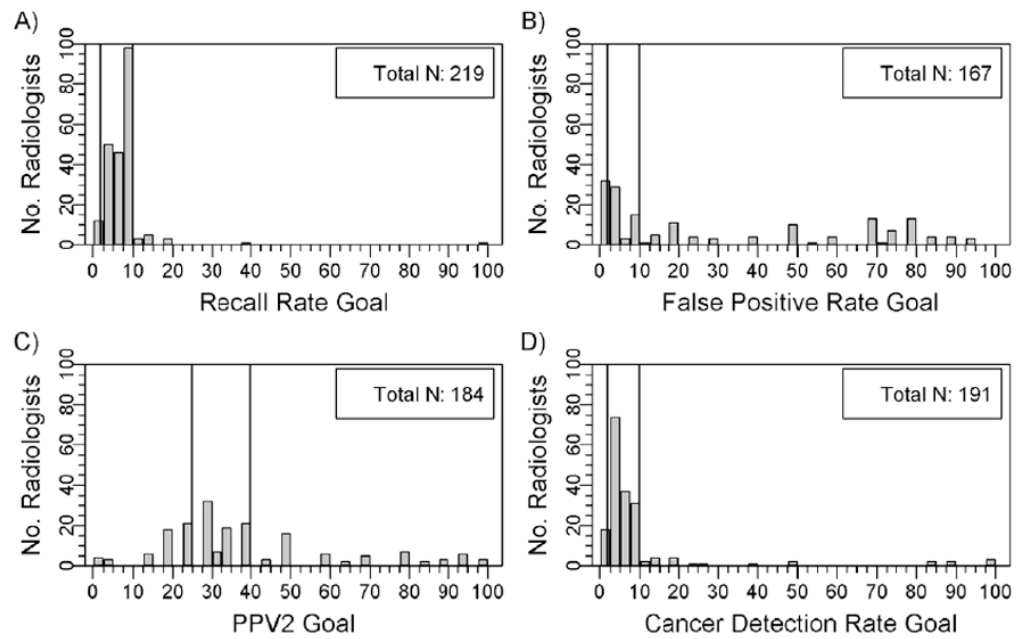 A)
Total N: 219
No. Radiologists
0 20 40 60 80 100
0 10 20 30 40 50 60 70 80 90 100
Recall Rate Goal
B)
Total N: 167
No. Radiologists
0 20 40 60 80 100
0 10 20 30 40 50 60 70 80 90 100
False Positive Rate Goal
C)
Total N: 184
No. Radiologists
0 20 40 60 80 100
0 10 20 30 40 50 60 70 80 90 100
PPV2 Goal
D)
Total N: 191
No. Radiologists
0 20 40 60 80 100
0 10 20 30 40 50 60 70 80 90 100
Cancer Detection Rate Goal